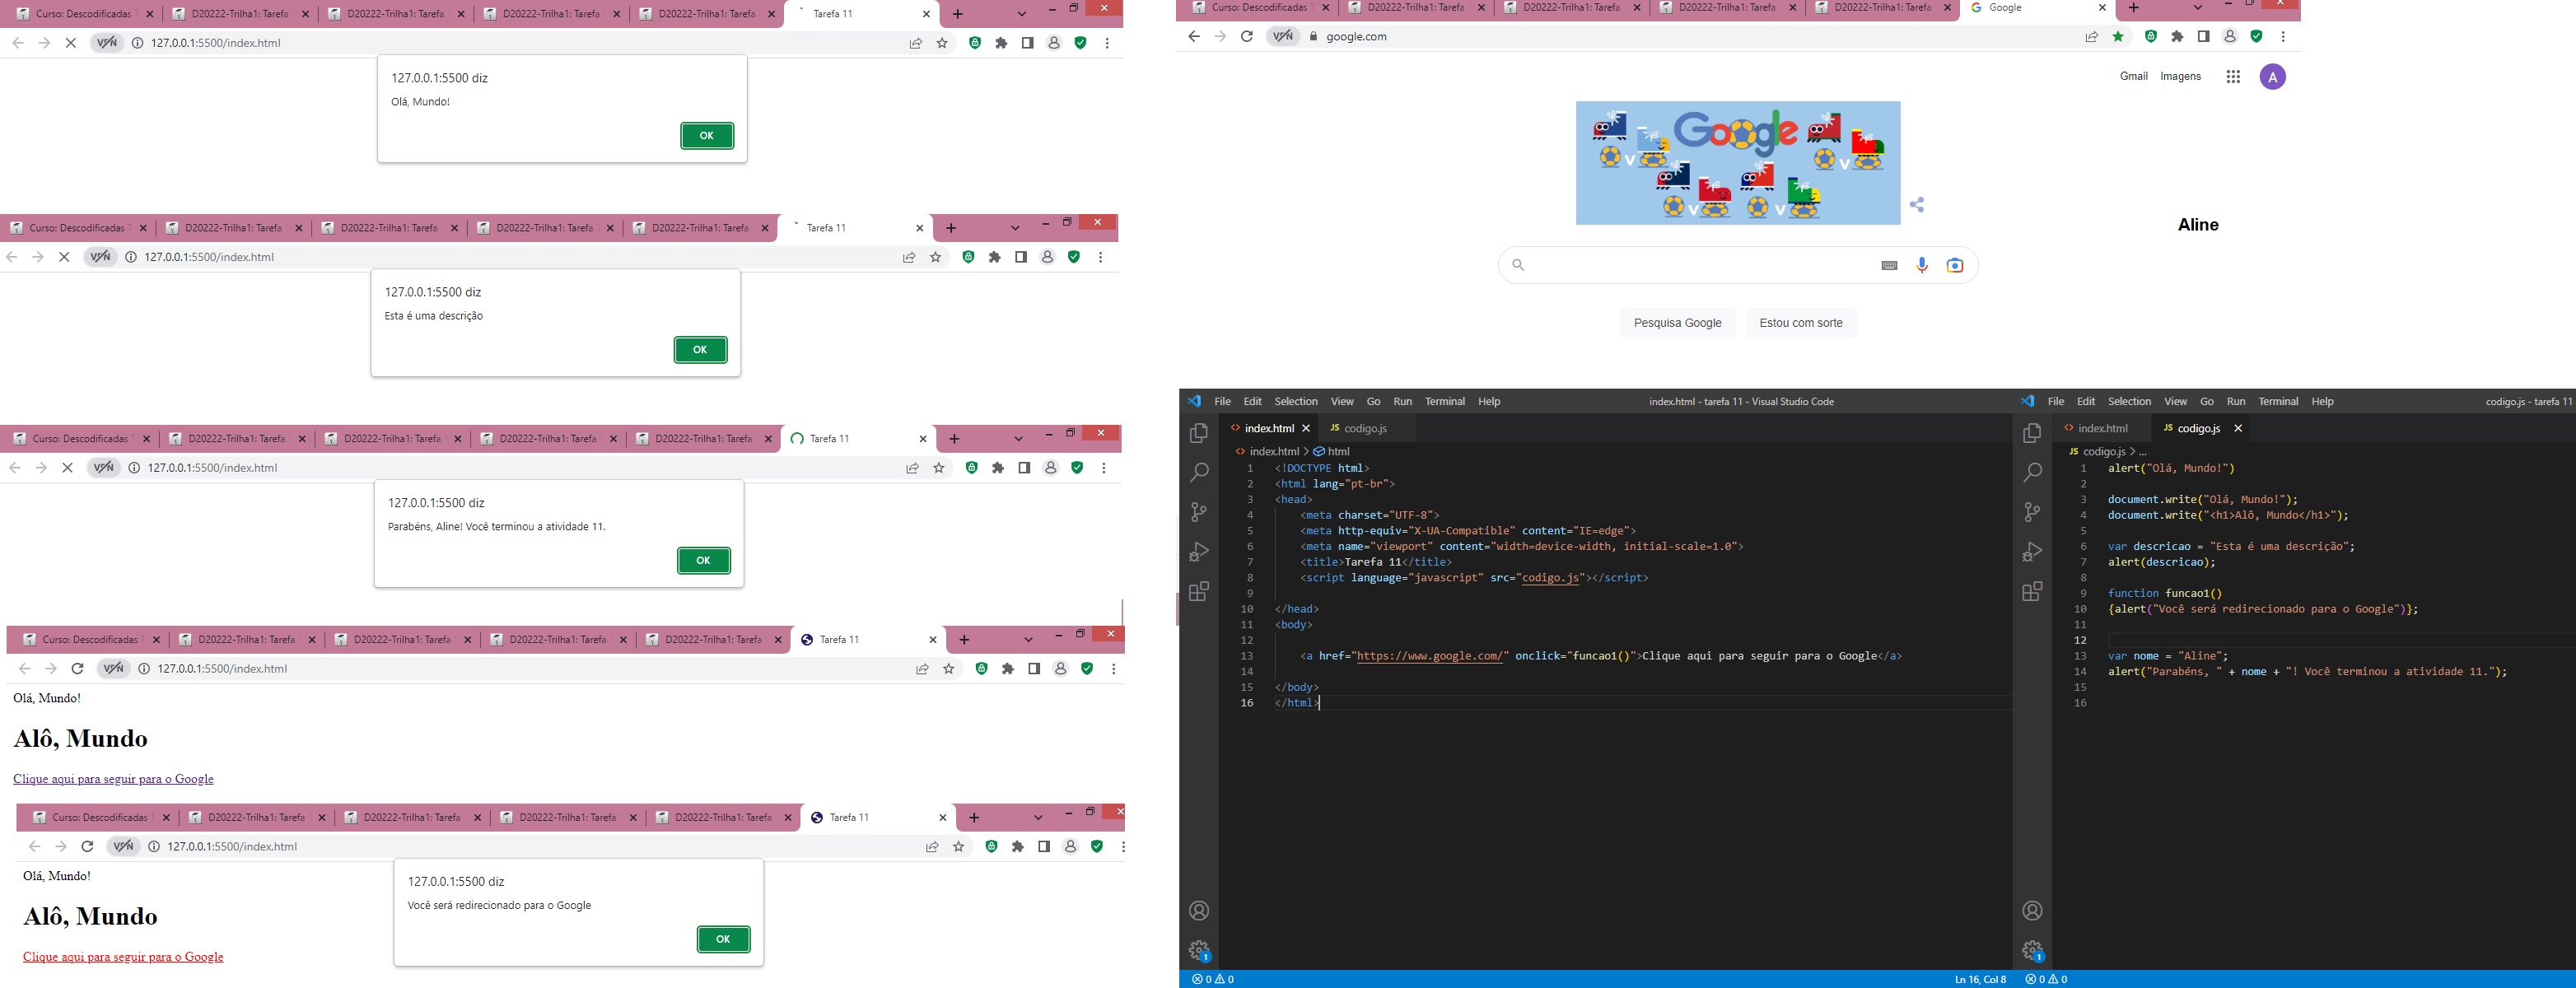 Curso: Descodificadas T
D20222-Trilha1: Tarefa
D20222-Trilha1: Tarefa
D20222-Trilha1: Tarefa
D20222-Trilha1: Tarefa
Tarefa 11
VPN
127.0.0.1:5500/index.html
127.0.0.1:5500 diz
Olá, Mundo!
OK
Curso: Descodificadas T
D20222-Trilha1: Tarefa
D20222-Trilha1: Tarefa
D20222-Trilha1: Tarefa
D20222-Trilha1: Tarefa
Tarefa 11
VPN
127.0.0.1:5500/index.html
127.0.0.1:5500 diz
Esta é uma descrição
OK
Curso: Descodificadas T
D20222-Trilha1: Tarefa
D20222-Trilha1: Tarefa
D20222-Trilha1: Tarefa
D20222-Trilha1: Tarefa
Tarefa 11
VPN
127.0.0.1:5500/index.html
127.0.0.1:5500 diz
Parabéns, Aline! Você terminou a atividade 11.
OK
Curso: Descodificadas T
D20222-Trilha1: Tarefa
D20222-Trilha1: Tarefa
D20222-Trilha1: Tarefa
D20222-Trilha1: Tarefa
Tarefa 11
VPN
127.0.0.1:5500/index.html
Olá, Mundo!
Alô, Mundo
Clique aqui para seguir para o Google
Curso: Descodificadas T
D20222-Trilha1: Tarefa
D20222-Trilha1: Tarefa
D20222-Trilha1: Tarefa
D20222-Trilha1: Tarefa
Tarefa 11
VPN
127.0.0.1:5500/index.html
Olá, Mundo!
Alô, Mundo
Clique aqui para seguir para o Google
127.0.0.1:5500 diz
Você será redirecionado para o Google
OK
Curso: Descodificadas T
D20222-Trilha1: Tarefa
D20222-Trilha1: Tarefa
D20222-Trilha1: Tarefa
D20222-Trilha1: Tarefa
Google
VPN
google.com
Gmail Imagens
A
Google
V
V
V
V
Aline
Pesquisa Google
Estou com sorte
File Edit Selection View Go Run Terminal Help
index.html - tarefa 11 - Visual Studio Code
index.html
JS codigo.js
index.html > html
1 <!DOCTYPE html>
2 <html lang="pt-br">
3 <head>
4 <meta charset="UTF-8">
5 <meta http-equiv="X-UA-Compatible" content="IE=edge">
6 <meta name="viewport" content="width=device-width, initial-scale=1.0">
7 <title>Tarefa 11</title>
8 <script language="javascript" src="codigo.js"></script>
9
10 </head>
11 <body>
12
13 <a href="https://www.google.com/" onclick="funcao1()">Clique aqui para seguir para o Google</a>
14
15 </body>
16 </html>
1
0 0
Ln 16, Col 8
File Edit Selection View Go Run Terminal Help
codigo.js - tarefa 11
index.html
JS codigo.js
JS codigo.js > ...
1 alert("Olá, Mundo!")
2
3 document.write("Olá, Mundo!");
4 document.write("<h1>Alô, Mundo</h1>");
5
6 var descricao = "Esta é uma descrição";
7 alert(descricao);
8
9 function funcao1()
10 {alert("Você será redirecionado para o Google")};
11
12
13 var nome = "Aline";
14 alert("Parabéns, " + nome + "! Você terminou a atividade 11.");
15
16
1
0 0